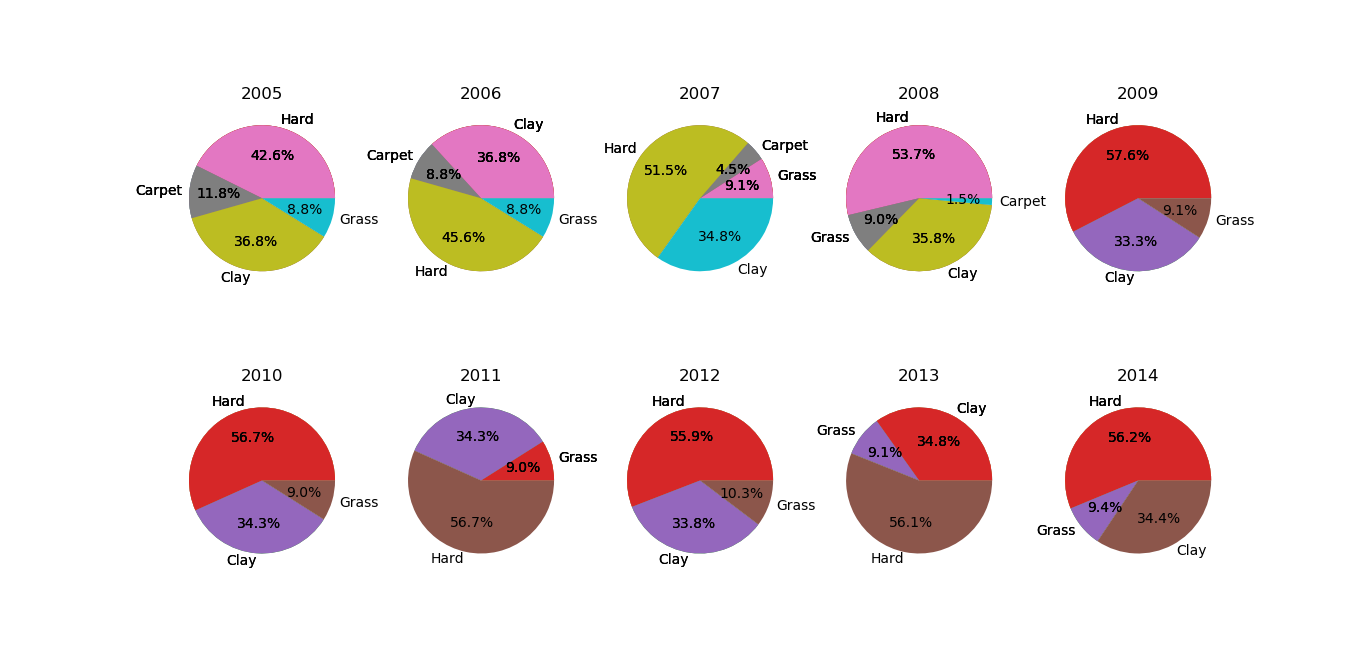 2005
Hard
42.6%
Carpet
11.8%
8.8%
Grass
36.8%
Clay
2006
Clay
Carpet
36.8%
8.8%
8.8%
Grass
45.6%
Hard
2007
Hard
Carpet
51.5%
4.5%
Grass
9.1%
34.8%
Clay
2008
Hard
53.7%
1.5%
Carpet
9.0%
Grass
35.8%
Clay
2009
Hard
57.6%
9.1%
Grass
33.3%
Clay
2010
Hard
56.7%
9.0%
Grass
34.3%
Clay
2011
Clay
34.3%
Grass
9.0%
56.7%
Hard
2012
Hard
55.9%
10.3%
Grass
33.8%
Clay
2013
Clay
Grass
34.8%
9.1%
56.1%
Hard
2014
Hard
56.2%
9.4%
34.4%
Grass
Clay